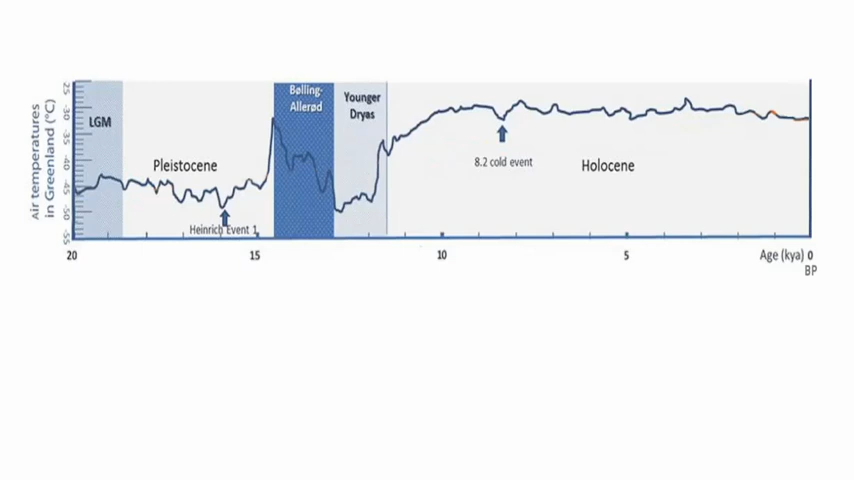 Air temperatures
in Greenland (°C)
25
-30
-35
-40
-45
-50
-55
LGM
Pleistocene
Heinrich Event 1
Bølling-
Allerød
Younger
Dryas
8.2 cold event
Holocene
20
15
10
5
Age (kya) 0
BP